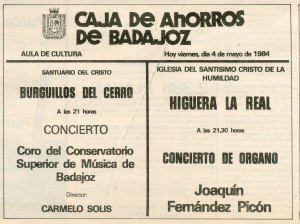 CAJA DE AHORROS
DE BADAJOZ
AULA DE CULTURA
Hoy viernes, dia 4 de mayo de 1984
SANTUARIO DEL CRISTO
BURGUILLOS DEL CERRO
A las 21 horas
CONCIERTO
Coro del Conservatorio
Superior de Música de
Badajoz
Director:
CARMELO SOLIS
IGLESIA DEL SANTISIMO CRISTO DE LA
HUMILDAD
HIGUERA LA REAL
A las 21,30 horas
CONCIERTO DE ORGANO
Joaquín
Fernández Picón